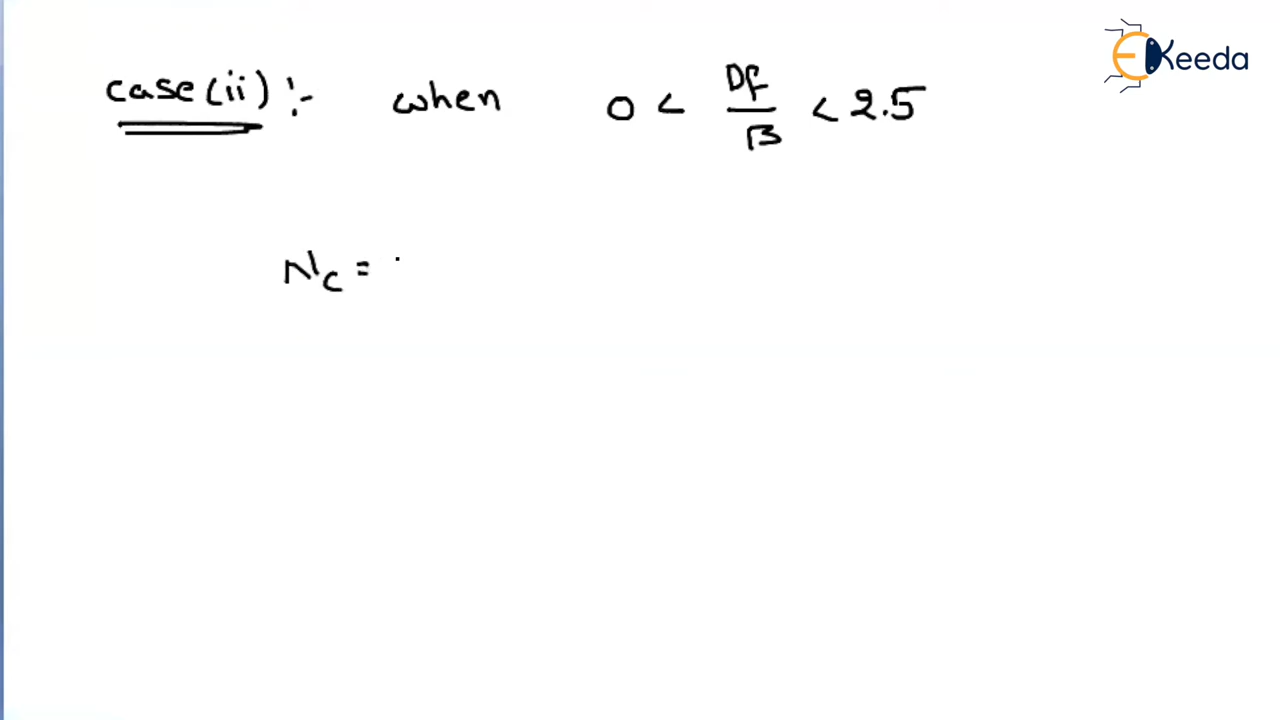 EKeeda
case (ii) :- when 0 < Df/B < 2.5
Nc =